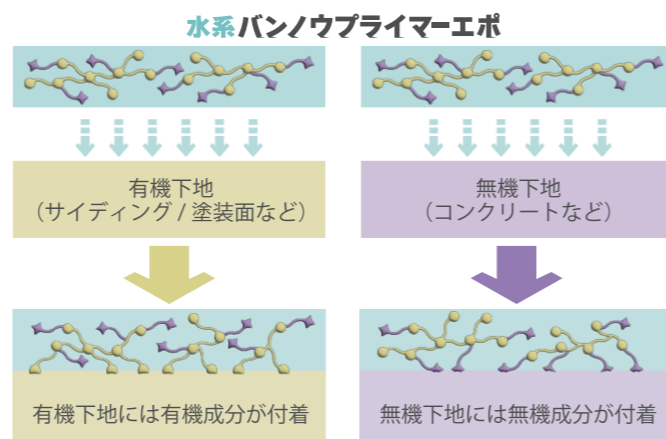 水系バンノウプライマーエポ
有機下地
（サイディング / 塗装面など）
無機下地
（コンクリートなど）
有機下地には有機成分が付着
無機下地には無機成分が付着